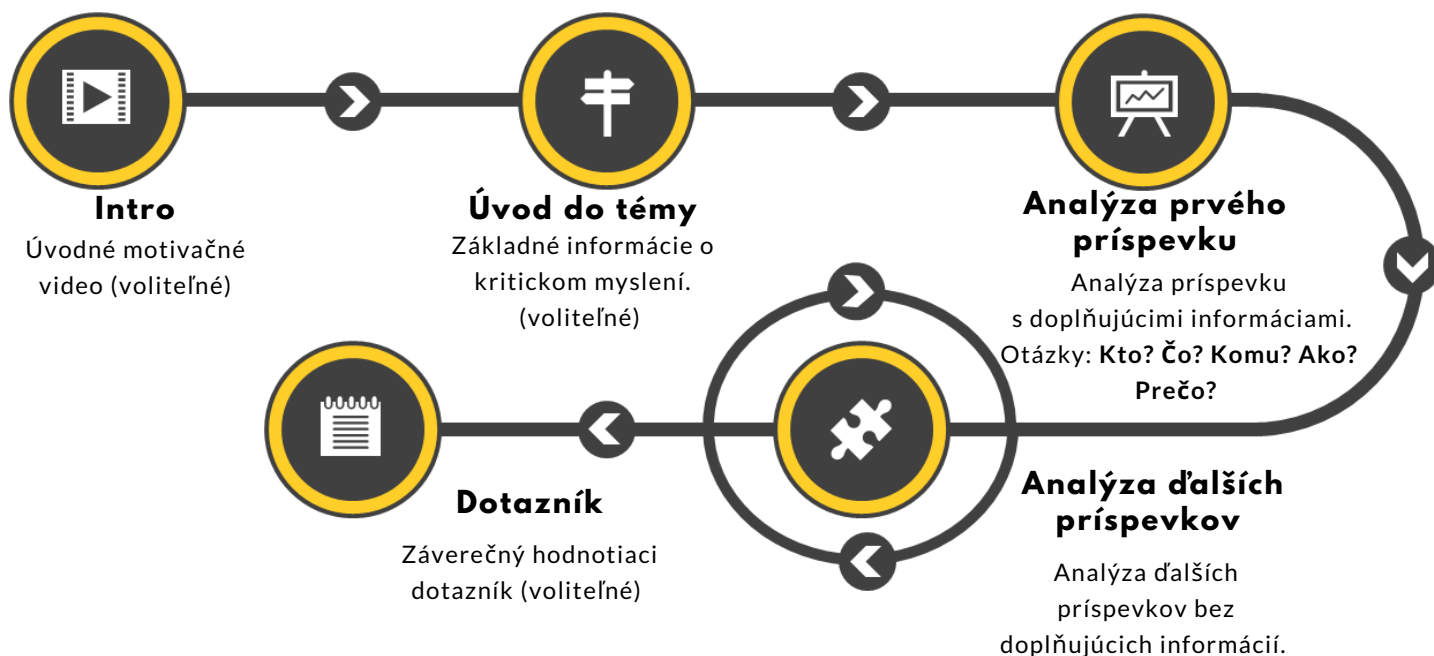 Intro
Úvodné motivačné
video (voliteľné)
Úvod do témy
Základné informácie o
kritickom myslení.
(voliteľné)
Analýza prvého
príspevku
Analýza príspevku
s doplňujúcimi informáciami.
Otázky: Kto? Čo? Komu? Ako?
Prečo?
Analýza ďalších
príspevkov
Analýza ďalších
príspevkov bez
doplňujúcich informácií.
Dotazník
Záverečný hodnotiaci
dotazník (voliteľné)